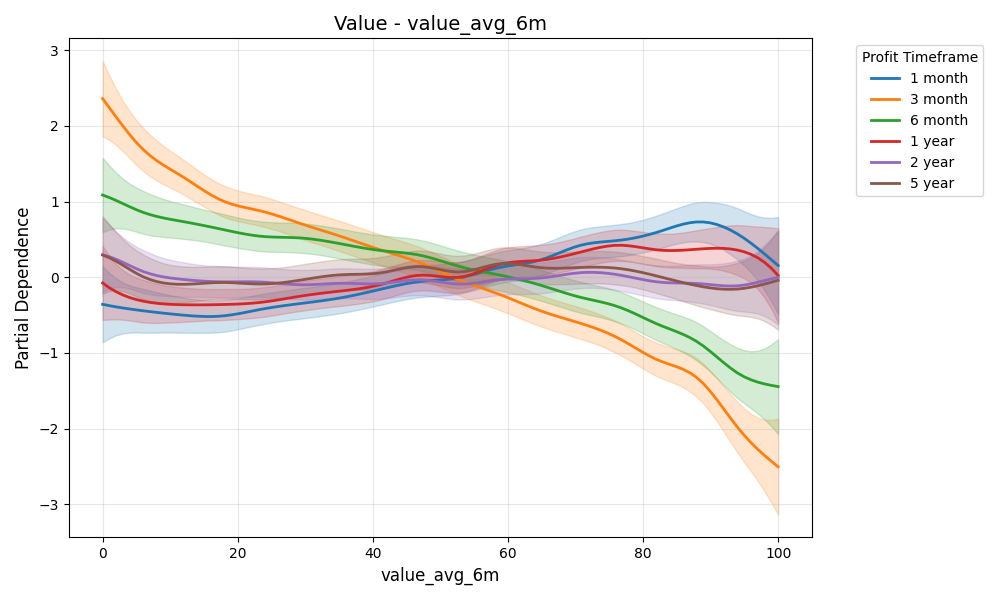 Value - value_avg_6m
Partial Dependence
3
2
1
0
−1
−2
−3
0
20
40
60
80
100
value_avg_6m
Profit Timeframe
1 month
3 month
6 month
1 year
2 year
5 year